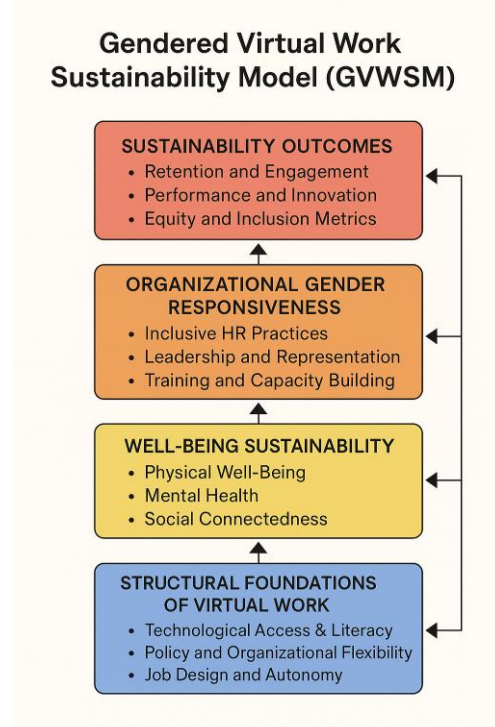 Gendered Virtual Work
Sustainability Model (GVWSM)
SUSTAINABILITY OUTCOMES
• Retention and Engagement
• Performance and Innovation
• Equity and Inclusion Metrics
ORGANIZATIONAL GENDER
RESPONSIVENESS
• Inclusive HR Practices
• Leadership and Representation
• Training and Capacity Building
WELL-BEING SUSTAINABILITY
• Physical Well-Being
• Mental Health
• Social Connectedness
STRUCTURAL FOUNDATIONS
OF VIRTUAL WORK
• Technological Access & Literacy
• Policy and Organizational Flexibility
• Job Design and Autonomy